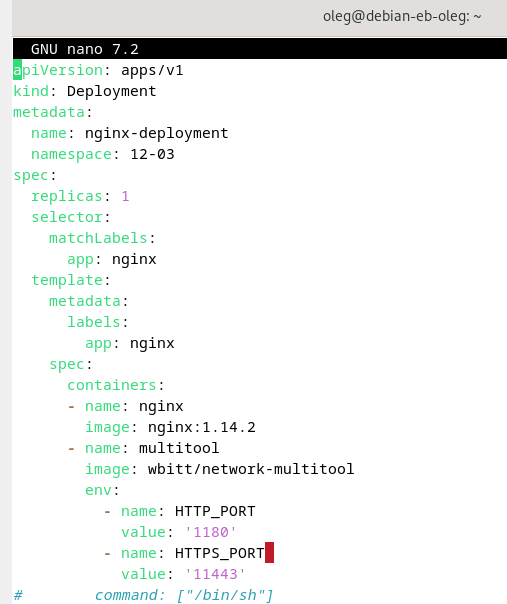 oleg@debian-eb-oleg: ~
GNU nano 7.2
apiVersion: apps/v1
kind: Deployment
metadata:
  name: nginx-deployment
  namespace: 12-03
spec:
  replicas: 1
  selector:
    matchLabels:
      app: nginx
  template:
    metadata:
      labels:
        app: nginx
    spec:
      containers:
      - name: nginx
        image: nginx:1.14.2
      - name: multitool
        image: wbitt/network-multitool
        env:
          - name: HTTP_PORT
            value: '1180'
          - name: HTTPS_PORT
            value: '11443'
#        command: ["/bin/sh"]